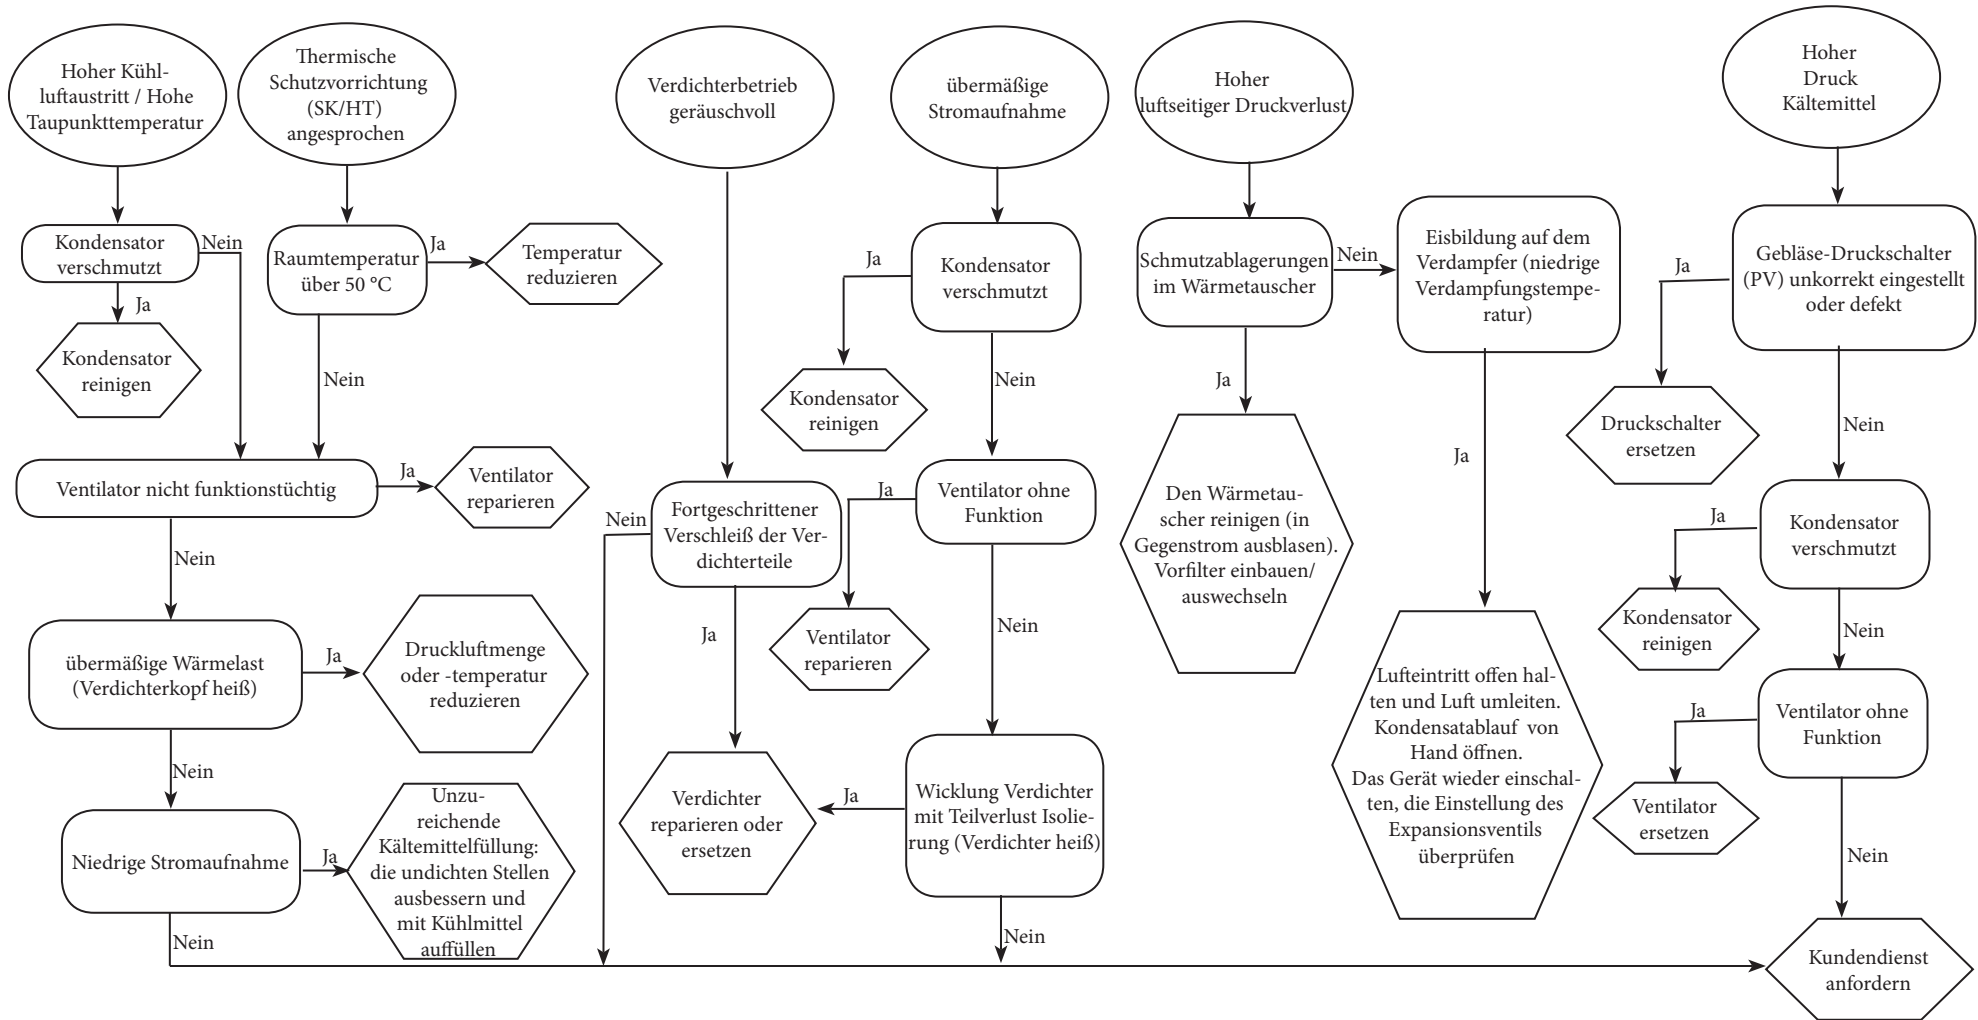 Hoher Kühl-
luftaustritt / Hohe
Taupunkttemperatur
Kondensator
verschmutzt
Nein
Ja
Kondensator
reinigen
Thermische
Schutzvorrichtung
(SK/HT)
angesprochen
Raumtemperatur
über 50 °C
Ja
Temperatur
reduzieren
Nein
Ventilator nicht funktionstüchtig
Ja
Ventilator
reparieren
Nein
übermäßige Wärmelast
(Verdichterkopf heiß)
Ja
Druckluftmenge
oder -temperatur
reduzieren
Nein
Niedrige Stromaufnahme
Ja
Unzu-
reichende
Kältemittelfüllung:
die undichten Stellen
ausbessern und
mit Kühlmittel
auffüllen
Nein
Verdichterbetrieb
geräuschvoll
Fortgeschrittener
Verschleiß der Ver-
dichterteile
Nein
Ja
Verdichter
reparieren oder
ersetzen
übermäßige
Stromaufnahme
Kondensator
verschmutzt
Ja
Kondensator
reinigen
Nein
Ventilator ohne
Funktion
Ja
Ventilator
reparieren
Nein
Wicklung Verdichter
mit Teilverlust Isolie-
rung (Verdichter heiß)
Ja
Nein
Hoher
luftseitiger Druckverlust
Schmutzablagerungen
im Wärmetauscher
Nein
Ja
Den Wärmetau-
scher reinigen (in
Gegenstrom ausblasen).
Vorfilter einbauen/
auswechseln
Eisbildung auf dem
Verdampfer (niedrige
Verdampfungstempe-
ratur)
Ja
Lufteintritt offen hal-
ten und Luft umleiten.
Kondensatablauf von
Hand öffnen.
Das Gerät wieder einschal-
ten, die Einstellung des
Expansionsventils
überprüfen
Hoher
Druck
Kältemittel
Gebläse-Druckschalter
(PV) unkorrekt eingestellt
oder defekt
Ja
Druckschalter
ersetzen
Nein
Kondensator
verschmutzt
Ja
Kondensator
reinigen
Nein
Ventilator ohne
Funktion
Ja
Ventilator
ersetzen
Nein
Kundendienst
anfordern